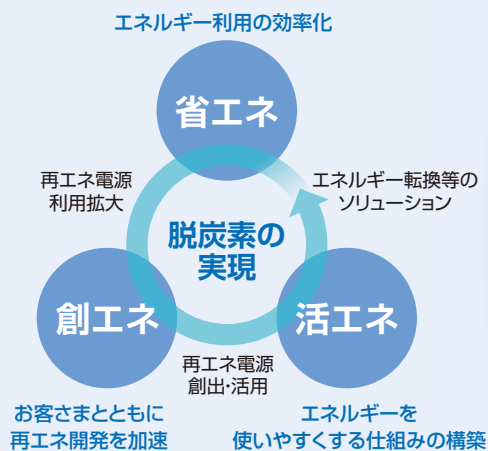 エネルギー利用の効率化
省エネ
再エネ電源
利用拡大
エネルギー転換等の
ソリューション
脱炭素の
実現
創エネ
活エネ
再エネ電源
創出・活用
お客さまとともに
再エネ開発を加速
エネルギーを
使いやすくする仕組みの構築